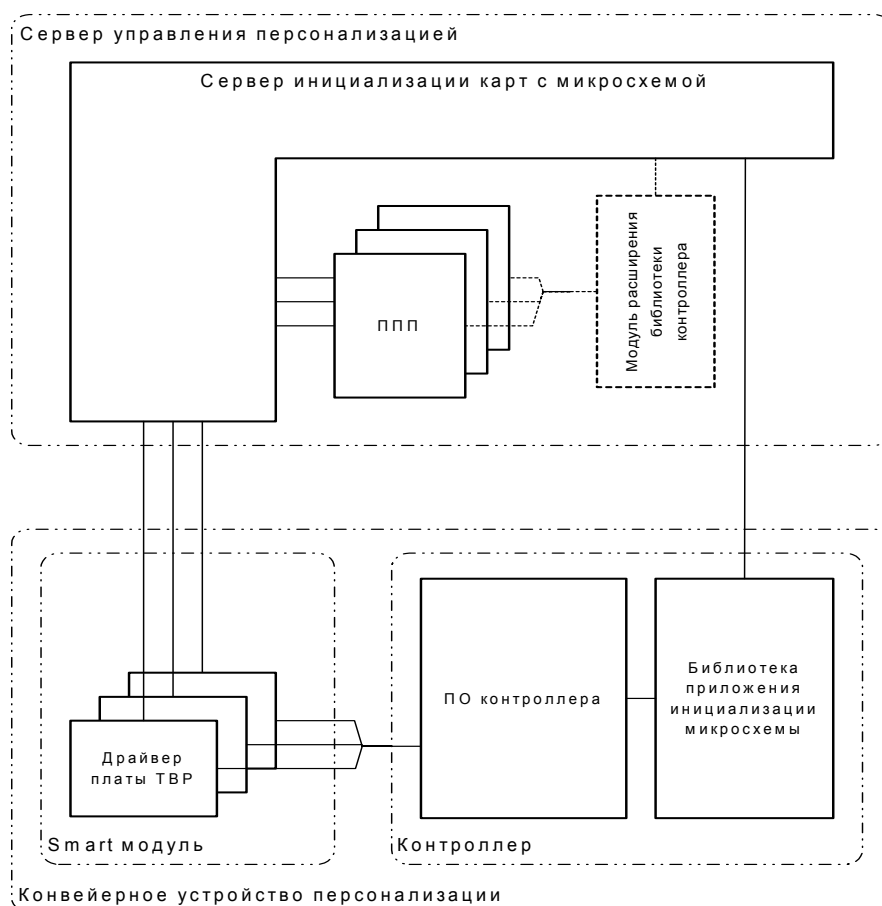 Сервер управления персонализацией
Сервер инициализации карт с микросхемой
Модуль расширения
библиотеки
контроллера
ППП
Библиотека
приложения
инициализации
микросхемы
ПО контроллера
Драйвер
платы ТВР
Smart модуль
Контроллер
Конвейерное устройство персонализации